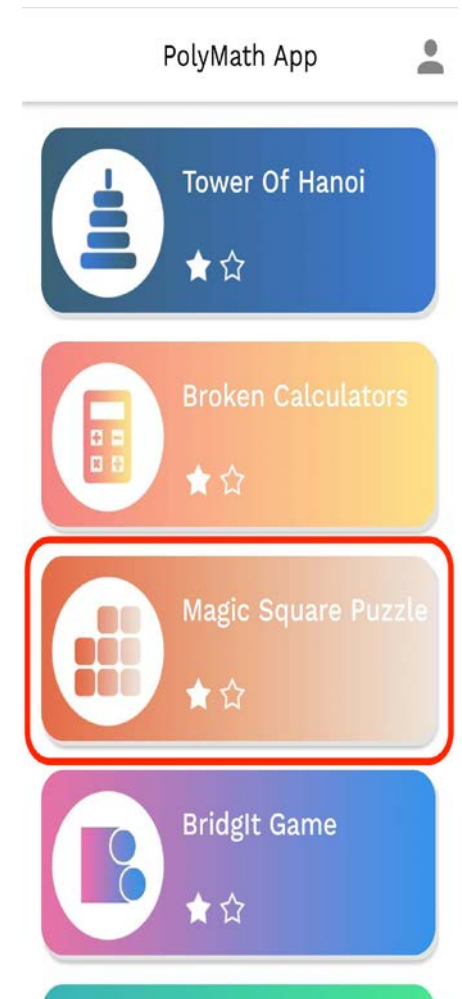 PolyMath App
Tower Of Hanoi
Broken Calculators
Magic Square Puzzle
BridgIt Game